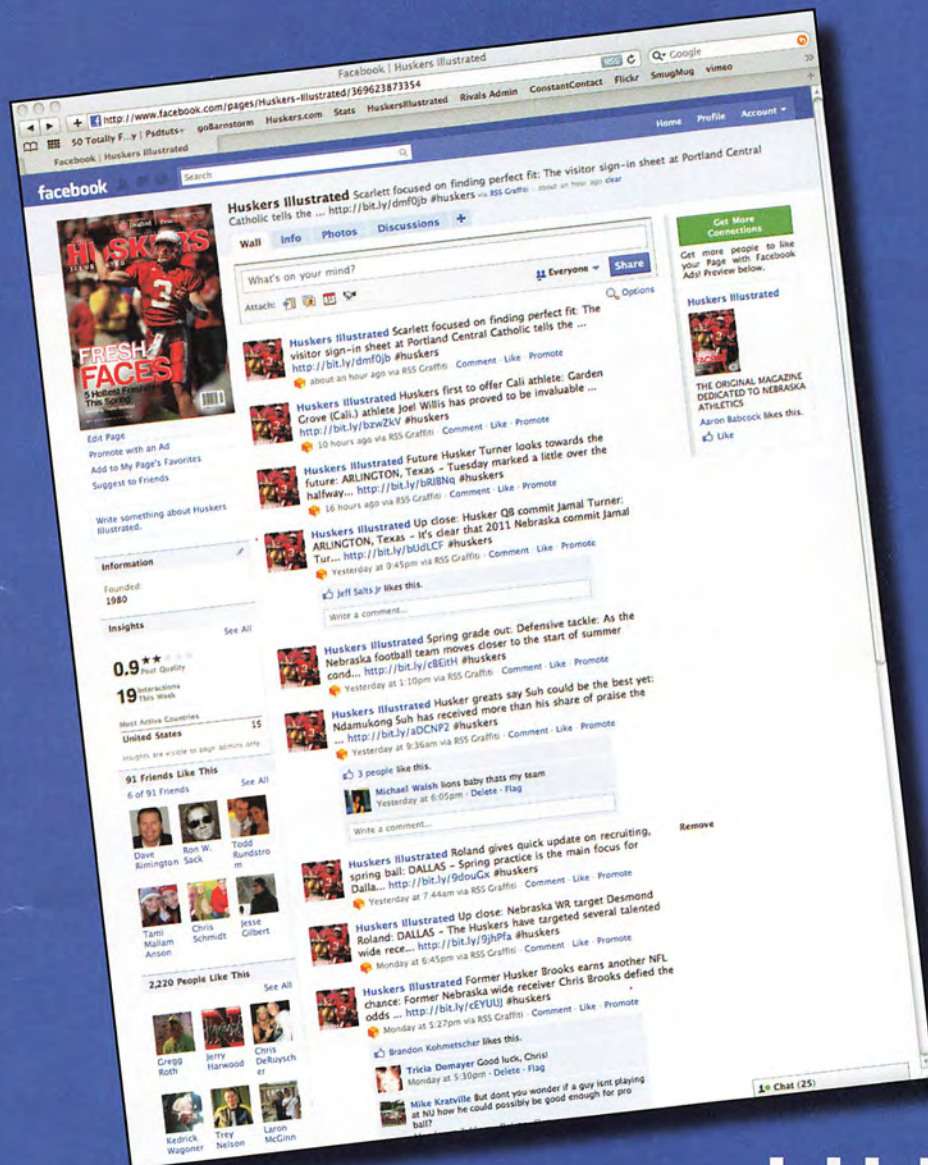 Facebook | Huskers Illustrated
http://www.facebook.com/pages/Huskers-Illustrated/369623873354
RSS
Google
50 Totally F...y | Psdtuts+ goBarnstorm Huskers.com Stats HuskersIllustrated Rivals Admin ConstantContact Flickr SmugMug vimeo
Facebook | Huskers Illustrated
facebook
Search
Home Profile Account
Huskers Illustrated Scarlett focused on finding perfect fit: The visitor sign-in sheet at Portland Central
Catholic tells the ... http://bit.ly/dmf0jb #huskers via RSS Graffiti · about an hour ago clear
Wall Info Photos Discussions +
What's on your mind?
Attach:
Everyone
Share
Options
HUSKERS
ILLUSTRATED
FRESH
FACES
5 Hottest Freshmen
This Spring
Edit Page
Promote with an Ad
Add to My Page's Favorites
Suggest to Friends
Write something about Huskers
Illustrated.
Information
Founded:
1980
Insights
See All
0.9
Post Quality
19 Interactions
This Week
Most Active Countries
United States 15
Insights are visible to page admins only.
91 Friends Like This
6 of 91 Friends See All
Dave
Rimington
Ron W.
Sack
Todd
Rundstro
m
Tami
Mallam
Anson
Chris
Schmidt
Jesse
Gilbert
2,220 People Like This
See All
Gregg
Roth
Jerry
Harwood
Chris
DeRuysch
er
Kedrick
Wagoner
Trey
Nelson
Laron
McGinn
Huskers Illustrated Scarlett focused on finding perfect fit: The
visitor sign-in sheet at Portland Central Catholic tells the ...
http://bit.ly/dmf0jb #huskers
about an hour ago via RSS Graffiti · Comment · Like · Promote
Huskers Illustrated Huskers first to offer Cali athlete: Garden
Grove (Cali.) athlete Joel Willis has proved to be invaluable ...
http://bit.ly/bzwZkV #huskers
10 hours ago via RSS Graffiti · Comment · Like · Promote
Huskers Illustrated Future Husker Turner looks towards the
future: ARLINGTON, Texas - Tuesday marked a little over the
halfway... http://bit.ly/bRl8Nq #huskers
16 hours ago via RSS Graffiti · Comment · Like · Promote
Huskers Illustrated Up close: Husker QB commit Jamal Turner:
ARLINGTON, Texas - It's clear that 2011 Nebraska commit Jamal
Tur... http://bit.ly/bUdLCF #huskers
Yesterday at 9:45pm via RSS Graffiti · Comment · Like · Promote
Jeff Salts Jr likes this.
Write a comment...
Huskers Illustrated Spring grade out: Defensive tackle: As the
Nebraska football team moves closer to the start of summer
cond... http://bit.ly/cBEitH #huskers
Yesterday at 1:10pm via RSS Graffiti · Comment · Like · Promote
Huskers Illustrated Husker greats say Suh could be the best yet:
Ndamukong Suh has received more than his share of praise the
... http://bit.ly/aDCNP2 #huskers
Yesterday at 9:36am via RSS Graffiti · Comment · Like · Promote
3 people like this.
Michael Walsh lions baby thats my team
Yesterday at 6:05pm · Delete · Flag
Write a comment...
Huskers Illustrated Roland gives quick update on recruiting,
spring ball: DALLAS - Spring practice is the main focus for
Dalla... http://bit.ly/9douGx #huskers
Yesterday at 7:44am via RSS Graffiti · Comment · Like · Promote
Remove
Huskers Illustrated Up close: Nebraska WR target Desmond
Roland: DALLAS - The Huskers have targeted several talented
wide rece... http://bit.ly/9jhPfa #huskers
Monday at 6:45pm via RSS Graffiti · Comment · Like · Promote
Huskers Illustrated Former Husker Brooks earns another NFL
chance: Former Nebraska wide receiver Chris Brooks defied the
odds ... http://bit.ly/cEYUUJ #huskers
Monday at 5:27pm via RSS Graffiti · Comment · Like · Promote
Brandon Kohmetscher likes this.
Tricia Domayer Good luck, Chris!
Monday at 5:30pm · Delete · Flag
Mike Kratville But dont you wonder if a guy isnt playing
at NU how he could possibly be good enough for pro
ball?
Get More
Connections
Get more people to like
your Page with Facebook
Ads! Preview below.
Huskers Illustrated
THE ORIGINAL MAGAZINE
DEDICATED TO NEBRASKA
ATHLETICS
Aaron Babcock likes this.
Like
Chat (25)